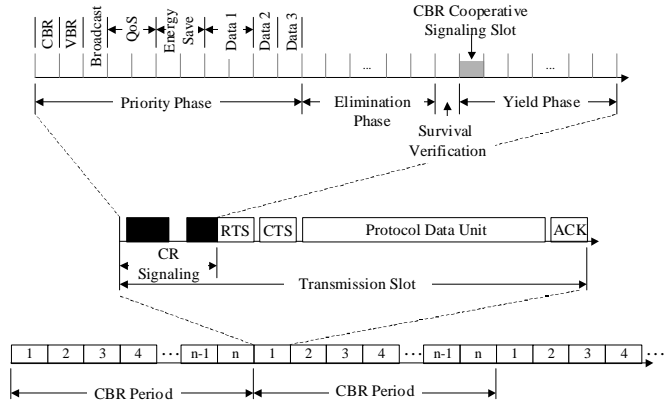 CBR Cooperative
Signaling Slot
CBR
VBR
Broadcast
QoS
Energy
Save
Data 1
Data 2
Data 3
...
...
Priority Phase
Elimination
Phase
Survival
Verification
Yield Phase
RTS
CTS
Protocol Data Unit
ACK
CR
Signaling
Transmission Slot
1 2 3 4 ... n-1 n 1 2 3 4 ... n-1 n 1 2 3 4 ...
CBR Period
CBR Period